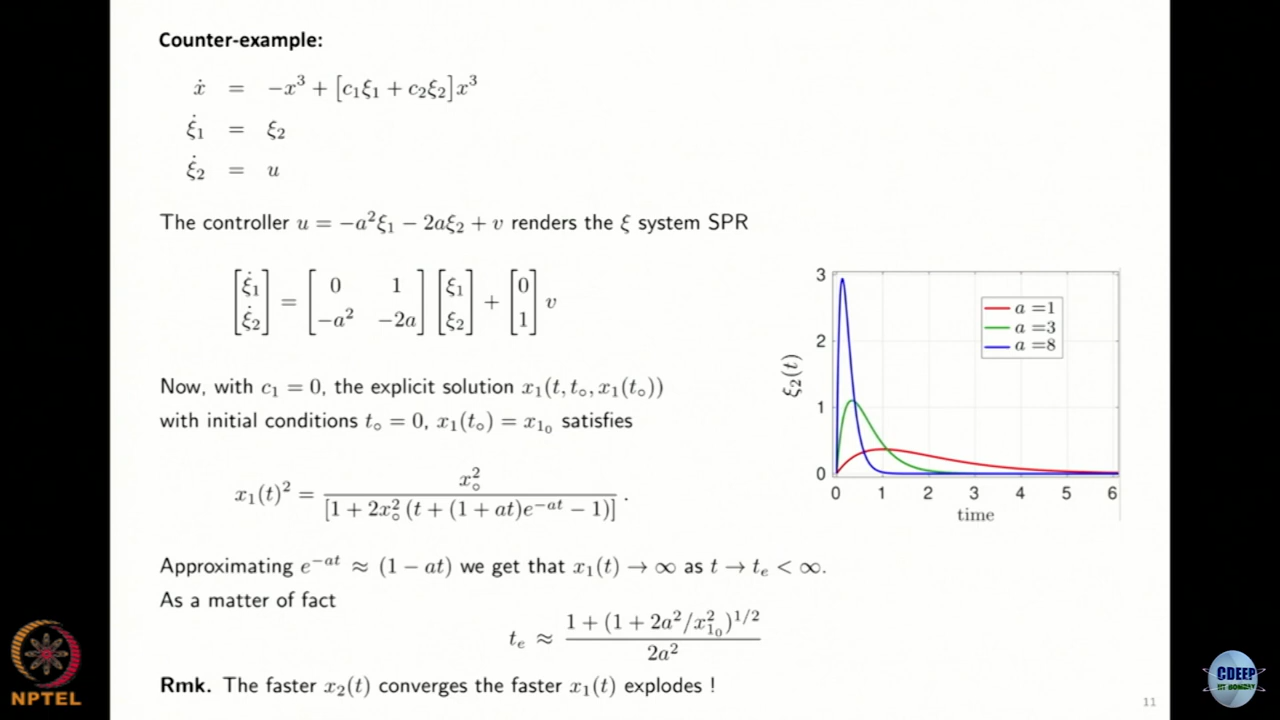 Counter-example:
ẋ = −x³ + [c₁ξ₁ + c₂ξ₂]x³
ξ̇₁ = ξ₂
ξ̇₂ = u
The controller u = −a²ξ₁ − 2aξ₂ + v renders the ξ system SPR
[ξ̇₁ ; ξ̇₂] = [0 1 ; −a² −2a] [ξ₁ ; ξ₂] + [0 ; 1] v
Now, with c₁ = 0, the explicit solution x₁(t, t∘, x₁(t∘))
with initial conditions t∘ = 0, x₁(t∘) = x₁₀ satisfies
x₁(t)² = x∘² / [1 + 2x∘² (t + (1 + at)e^{−at} − 1)] .
Approximating e^{−at} ≈ (1 − at) we get that x₁(t) → ∞ as t → tₑ < ∞.
As a matter of fact
tₑ ≈ 1 + (1 + 2a²/x₁₀²)^{1/2} / 2a²
Rmk. The faster x₂(t) converges the faster x₁(t) explodes !
3
2
1
0
ξ₂(t)
a =1
a =3
a =8
0 1 2 3 4 5 6
time
NPTEL
CDEEP
IIT BOMBAY
11